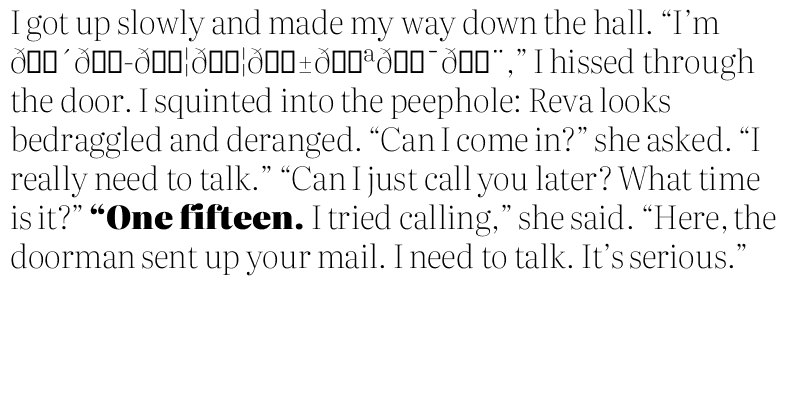 I got up slowly and made my way down the hall. “I’m
ð□□´ð□□-ð□□¦ð□□¦ð□□±ð□□ªð□□¯ð□□¨,” I hissed through
the door. I squinted into the peephole: Reva looks
bedraggled and deranged. “Can I come in?” she asked. “I
really need to talk.” “Can I just call you later? What time
is it?” “One fifteen. I tried calling,” she said. “Here, the
doorman sent up your mail. I need to talk. It’s serious.”